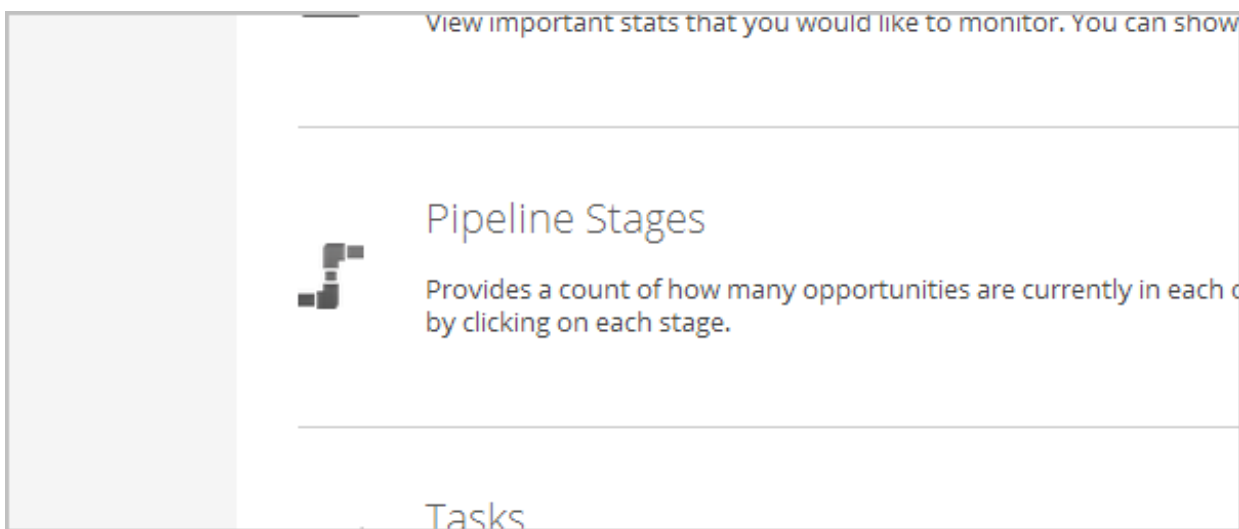 View important stats that you would like to monitor. You can show
Pipeline Stages
Provides a count of how many opportunities are currently in each
by clicking on each stage.
Tasks